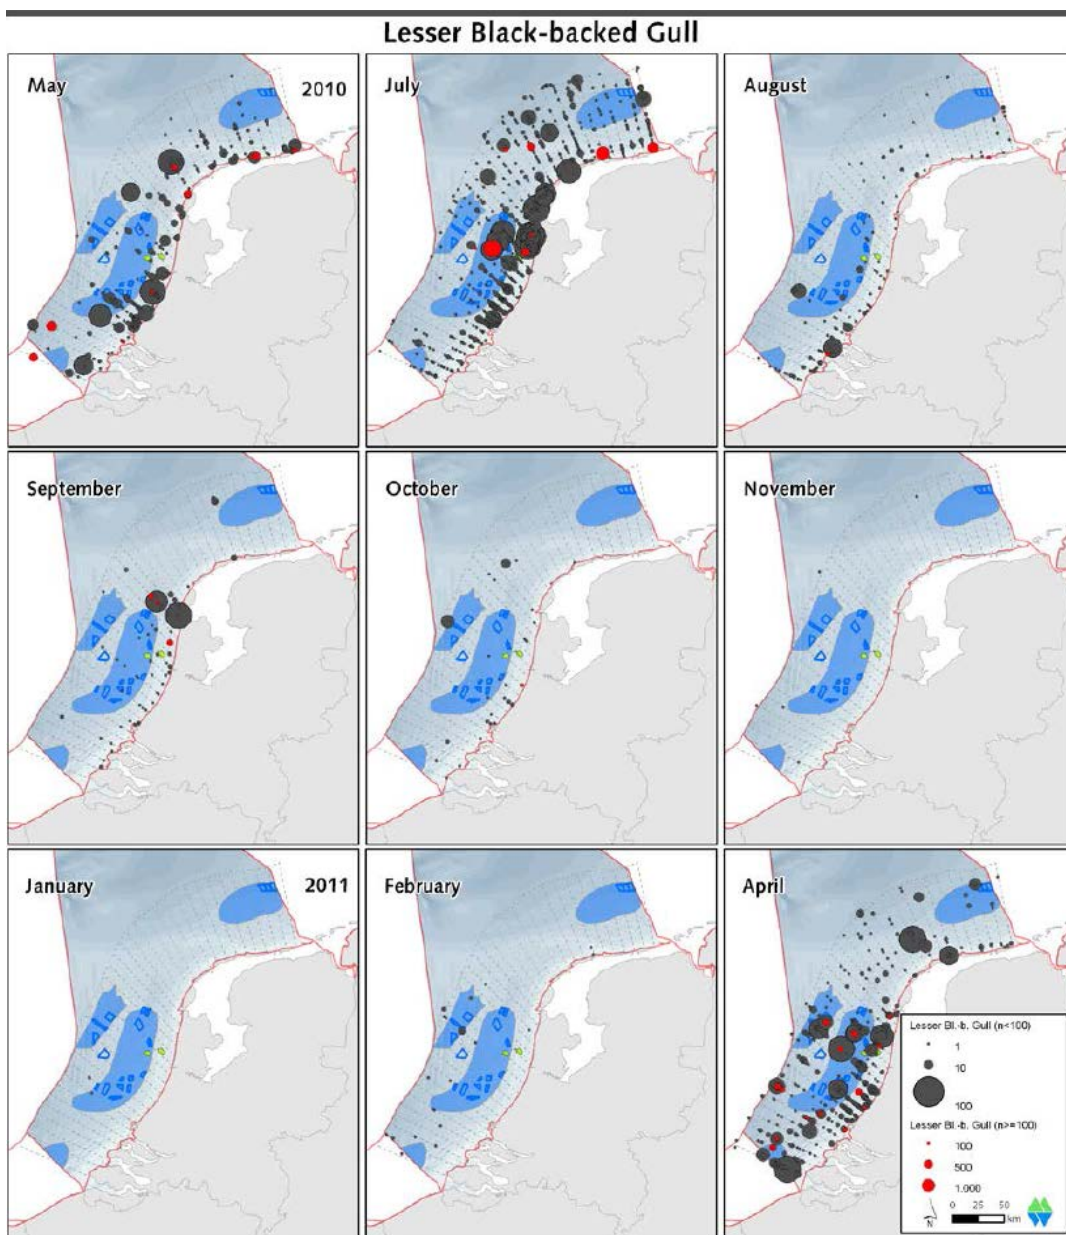 Lesser Black-backed Gull
May
2010
July
August
September
October
November
January
2011
February
April
Lesser Bl.-b. Gull (n<100)
1
10
100
Lesser Bl.-b. Gull (n>=100)
100
500
1.000
0 25 50
km
N